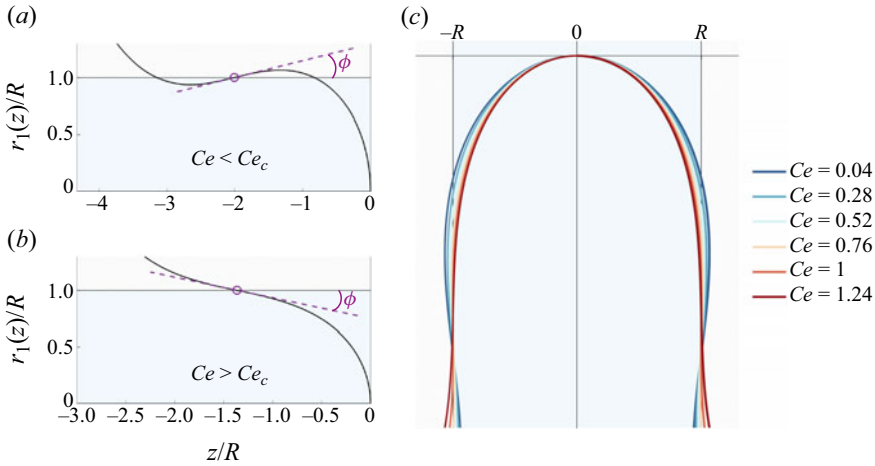 (a)
ϕ
1.0
r₁(z)/R
0.5
Ce < Ce_c
0
−4
−3
−2
−1
0
(b)
1.0
ϕ
r₁(z)/R
0.5
Ce > Ce_c
0
−3.0
−2.5
−2.0
−1.5
−1.0
−0.5
0
z/R
(c)
−R
0
R
Ce = 0.04
Ce = 0.28
Ce = 0.52
Ce = 0.76
Ce = 1
Ce = 1.24